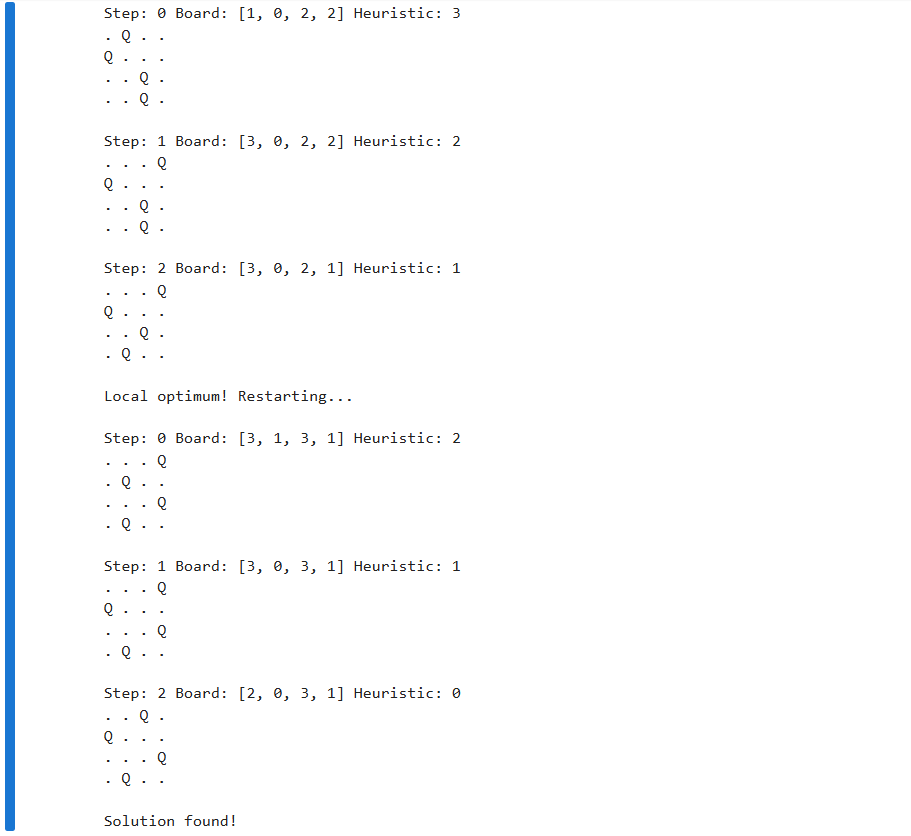 Step: 0 Board: [1, 0, 2, 2] Heuristic: 3
. Q . .
Q . . .
. . Q .
. . Q .
Step: 1 Board: [3, 0, 2, 2] Heuristic: 2
. . . Q
Q . . .
. . Q .
. . Q .
Step: 2 Board: [3, 0, 2, 1] Heuristic: 1
. . . Q
Q . . .
. . Q .
. Q . .
Local optimum! Restarting...
Step: 0 Board: [3, 1, 3, 1] Heuristic: 2
. . . Q
. Q . .
. . . Q
. Q . .
Step: 1 Board: [3, 0, 3, 1] Heuristic: 1
. . . Q
Q . . .
. . . Q
. Q . .
Step: 2 Board: [2, 0, 3, 1] Heuristic: 0
. . Q .
Q . . .
. . . Q
. Q . .
Solution found!